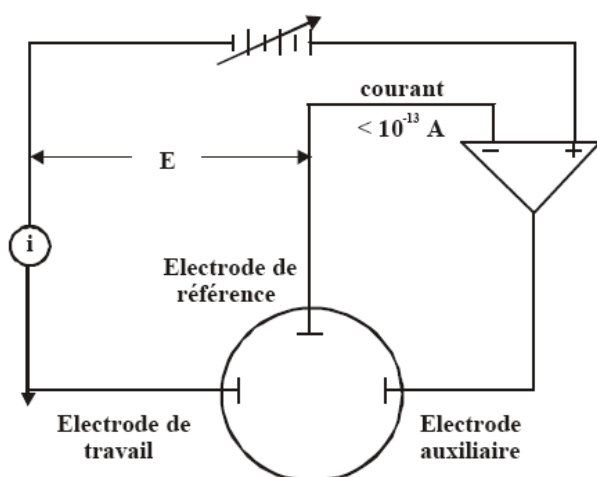 courant
< 10⁻¹³ A
E
- +
i
Electrode de
référence
Electrode de
travail
Electrode
auxiliaire